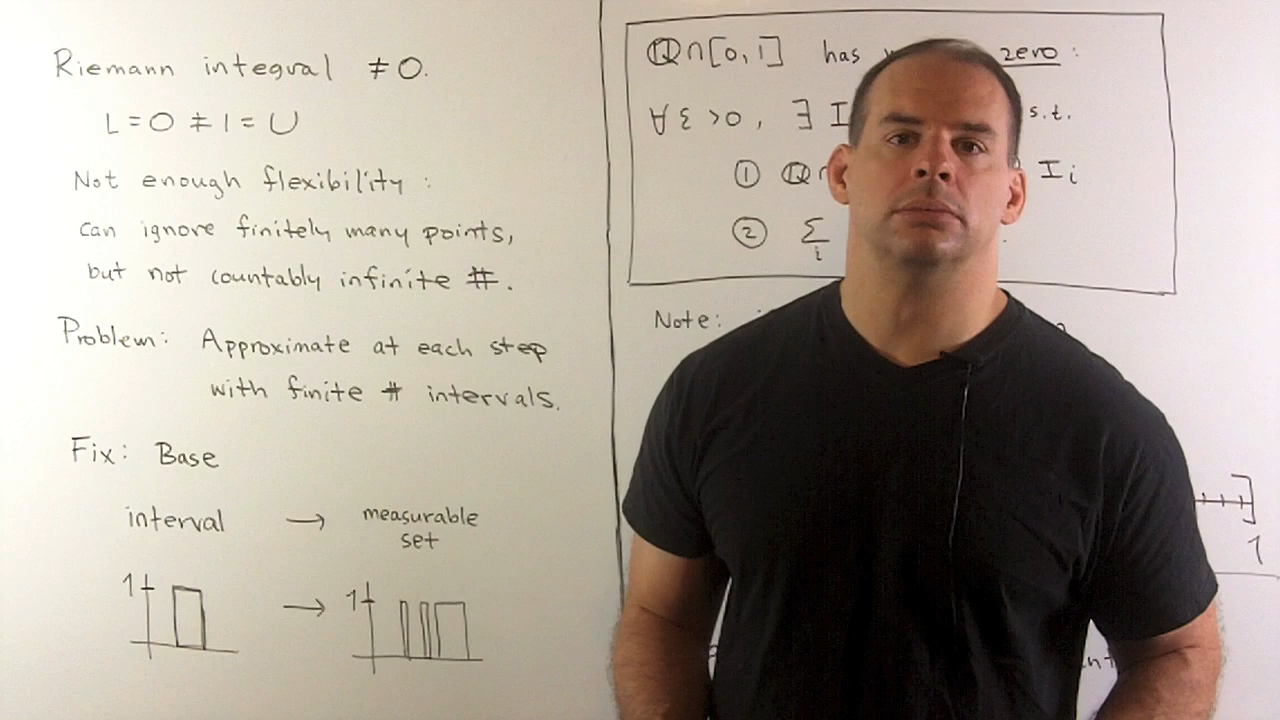 Riemann integral ≠ 0.
L = 0 ≠ 1 = U
Not enough flexibility :
can ignore finitely many points,
but not countably infinite #.
Problem: Approximate at each step
with finite # intervals.
Fix: Base
interval → measurable
set
1 → 1
ℚ∩[0,1] has zero :
∀ ε > 0, ∃ I s.t.
① ℚ∩ I_i
② Σ_i
Note:
1